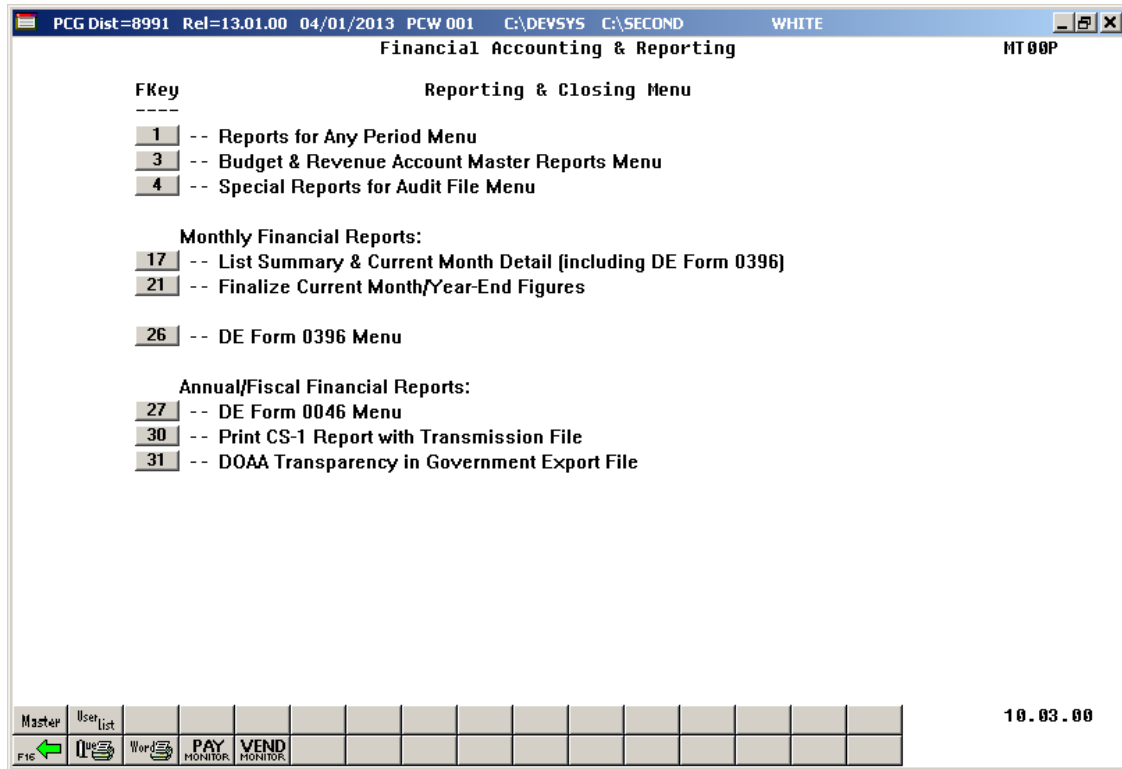 PCG Dist=8991 Rel=13.01.00 04/01/2013 PCW 001 C:\DEVSYS C:\SECOND WHITE
Financial Accounting & Reporting MT00P
FKey Reporting & Closing Menu
----
1 -- Reports for Any Period Menu
3 -- Budget & Revenue Account Master Reports Menu
4 -- Special Reports for Audit File Menu
Monthly Financial Reports:
17 -- List Summary & Current Month Detail (including DE Form 0396)
21 -- Finalize Current Month/Year-End Figures
26 -- DE Form 0396 Menu
Annual/Fiscal Financial Reports:
27 -- DE Form 0046 Menu
30 -- Print CS-1 Report with Transmission File
31 -- DOAA Transparency in Government Export File
Master User List 10.03.00
F16 Que Word PAY MONITOR VEND MONITOR